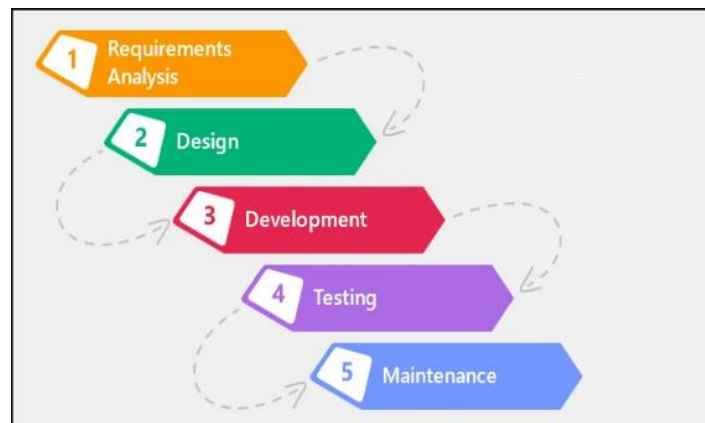 1
Requirements
Analysis
2
Design
3
Development
4
Testing
5
Maintenance